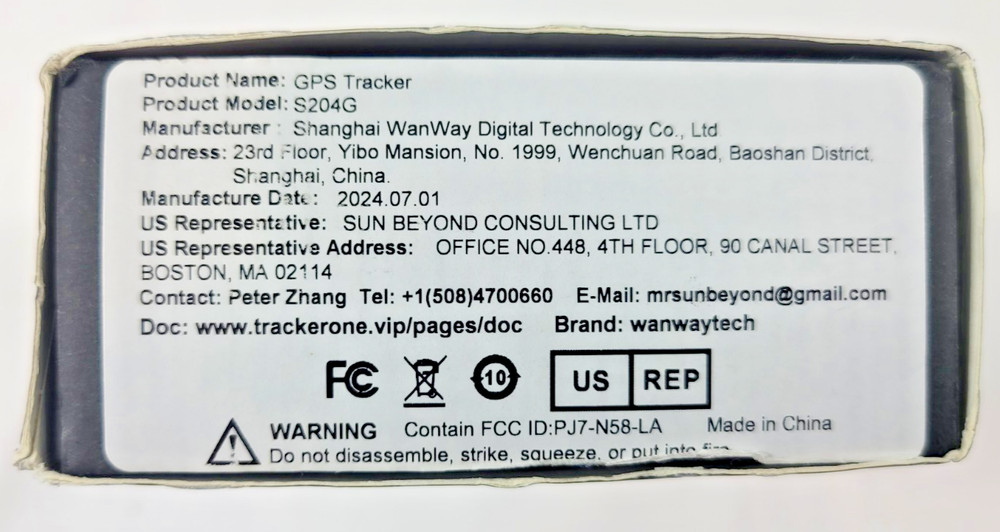 Product Name: GPS Tracker
Product Model: S204G
Manufacturer : Shanghai WanWay Digital Technology Co., Ltd
Address: 23rd Floor, Yibo Mansion, No. 1999, Wenchuan Road, Baoshan District,
Shanghai, China.
Manufacture Date: 2024.07.01
US Representative: SUN BEYOND CONSULTING LTD
US Representative Address: OFFICE NO.448, 4TH FLOOR, 90 CANAL STREET,
BOSTON, MA 02114
Contact: Peter Zhang Tel: +1(508)4700660 E-Mail: mrsunbeyond@gmail.com
Doc: www.trackerone.vip/pages/doc Brand: wanwaytech
FC 10 US REP
WARNING Contain FCC ID:PJ7-N58-LA Made in China
Do not disassemble, strike, squeeze, or put into fire